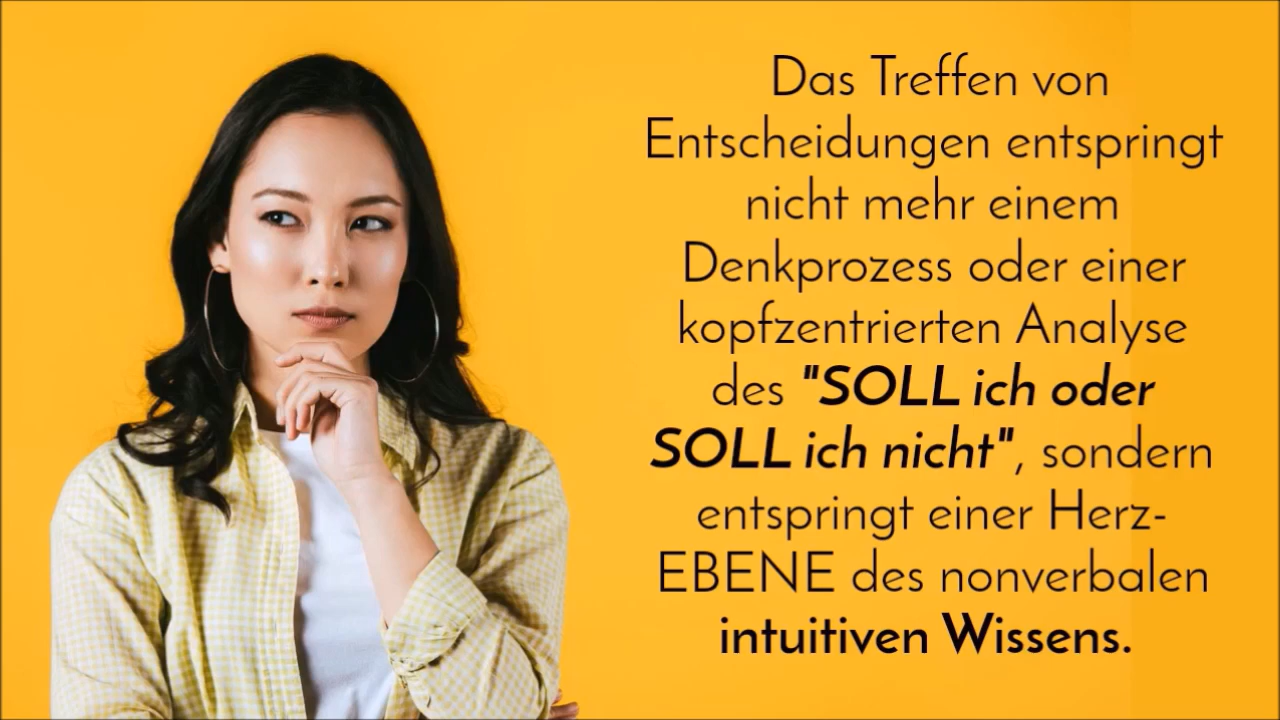 Das Treffen von
Entscheidungen entspringt
nicht mehr einem
Denkprozess oder einer
kopfzentrierten Analyse
des "SOLL ich oder
SOLL ich nicht", sondern
entspringt einer Herz-
EBENE des nonverbalen
intuitiven Wissens.